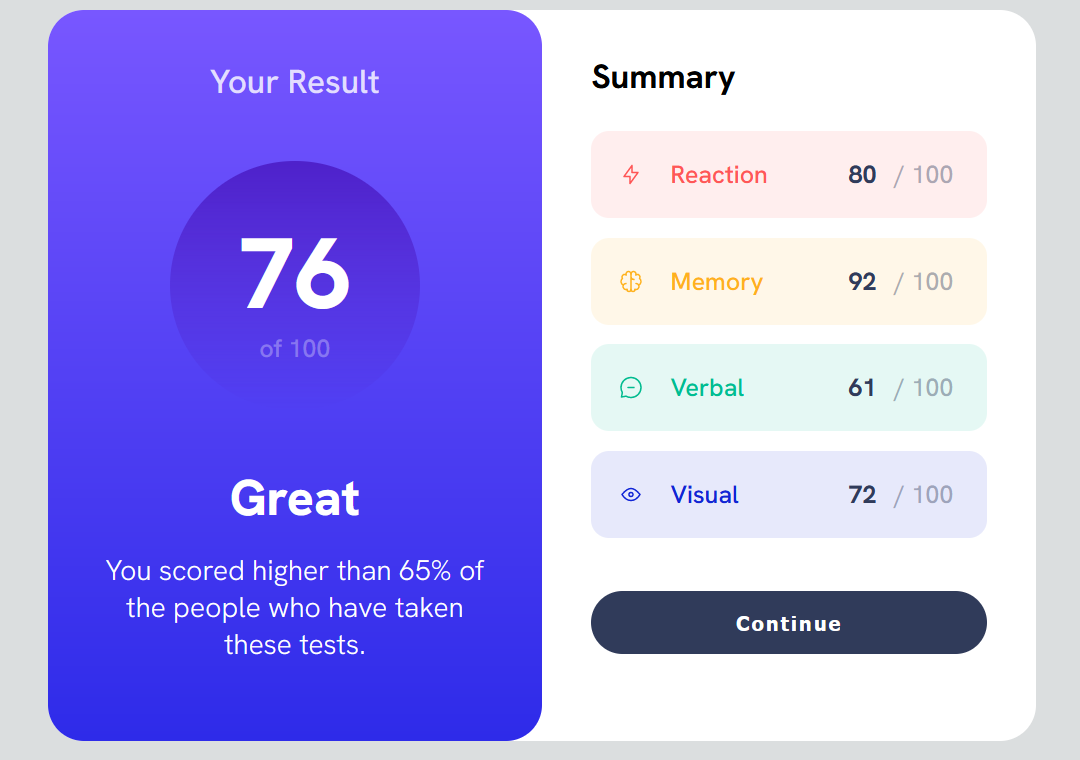 Your Result
76
of 100
Great
You scored higher than 65% of
the people who have taken
these tests.
Summary
Reaction 80 / 100
Memory 92 / 100
Verbal 61 / 100
Visual 72 / 100
Continue